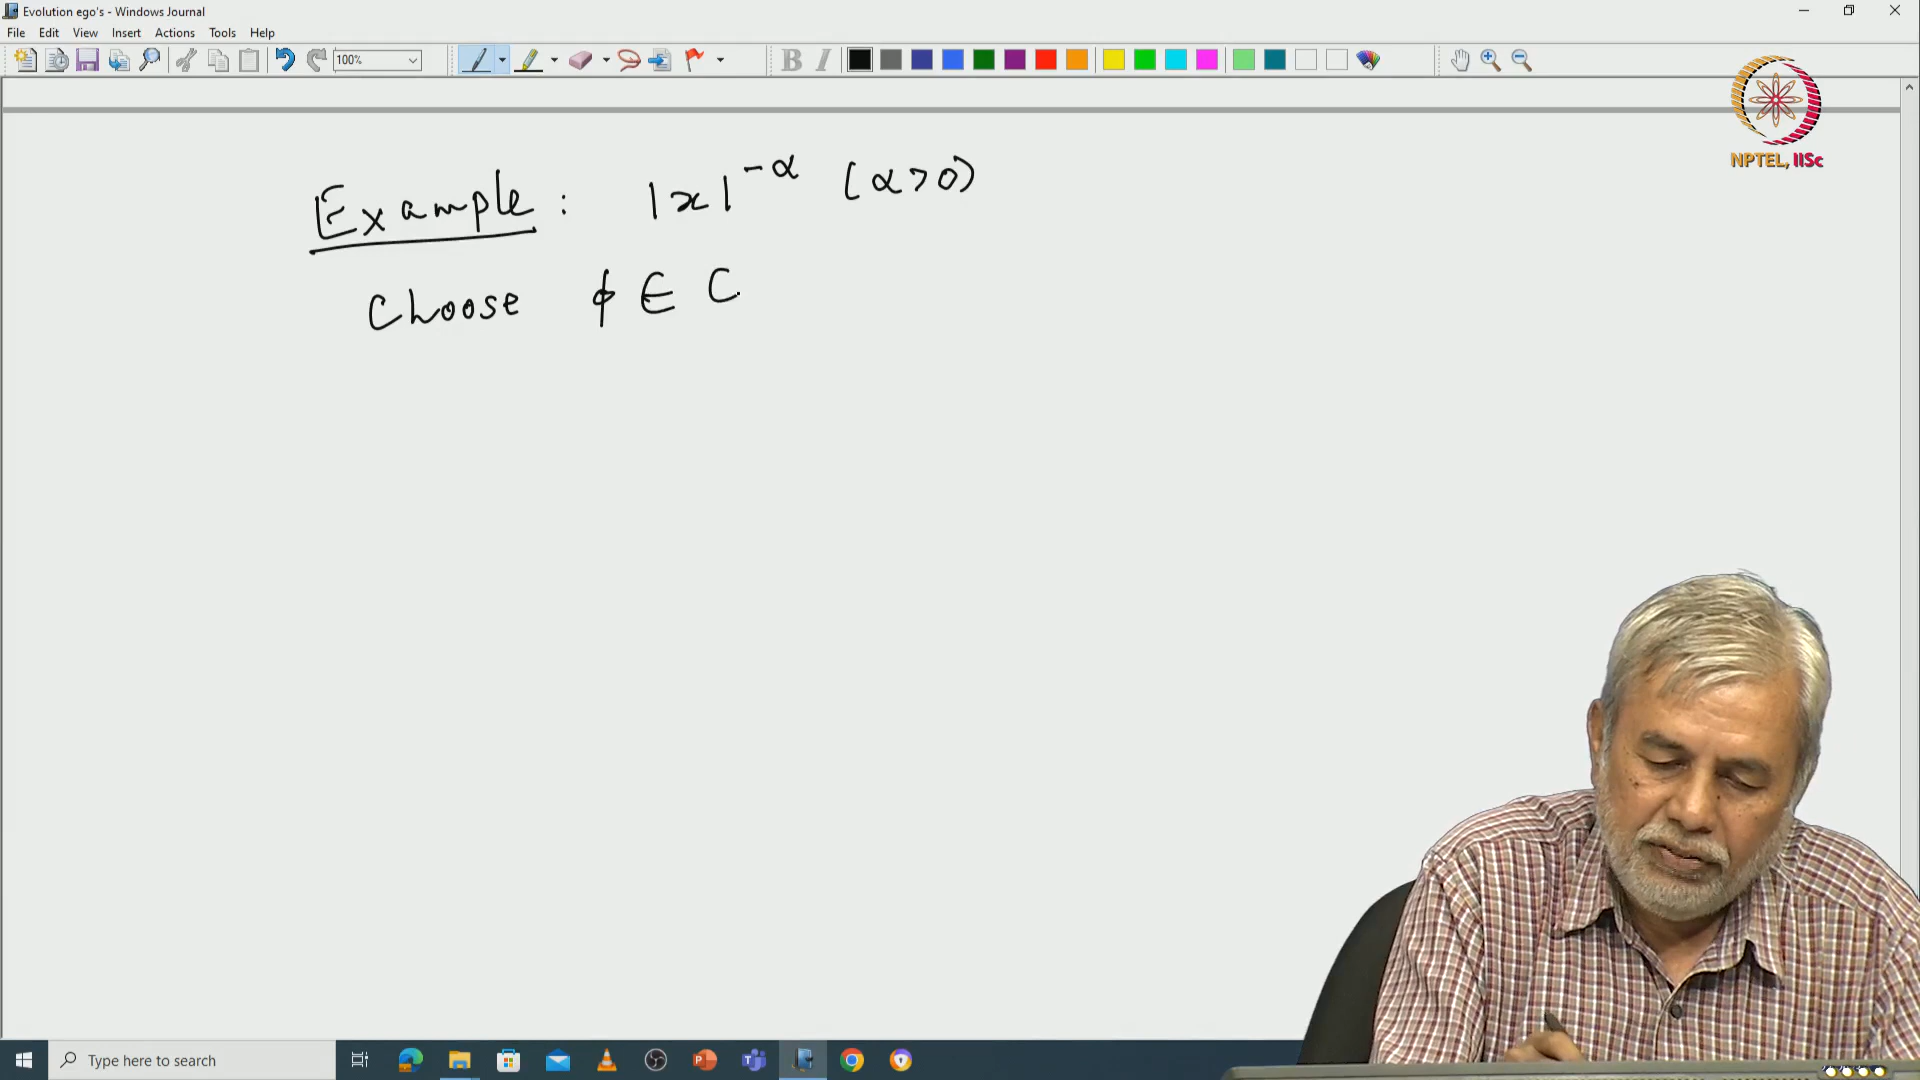 Evolution ego's - Windows Journal
File Edit View Insert Actions Tools Help
100%
B I
NPTEL, IISc
Example : |x|^{-α} (α>0)
Choose φ ∈ C
Type here to search